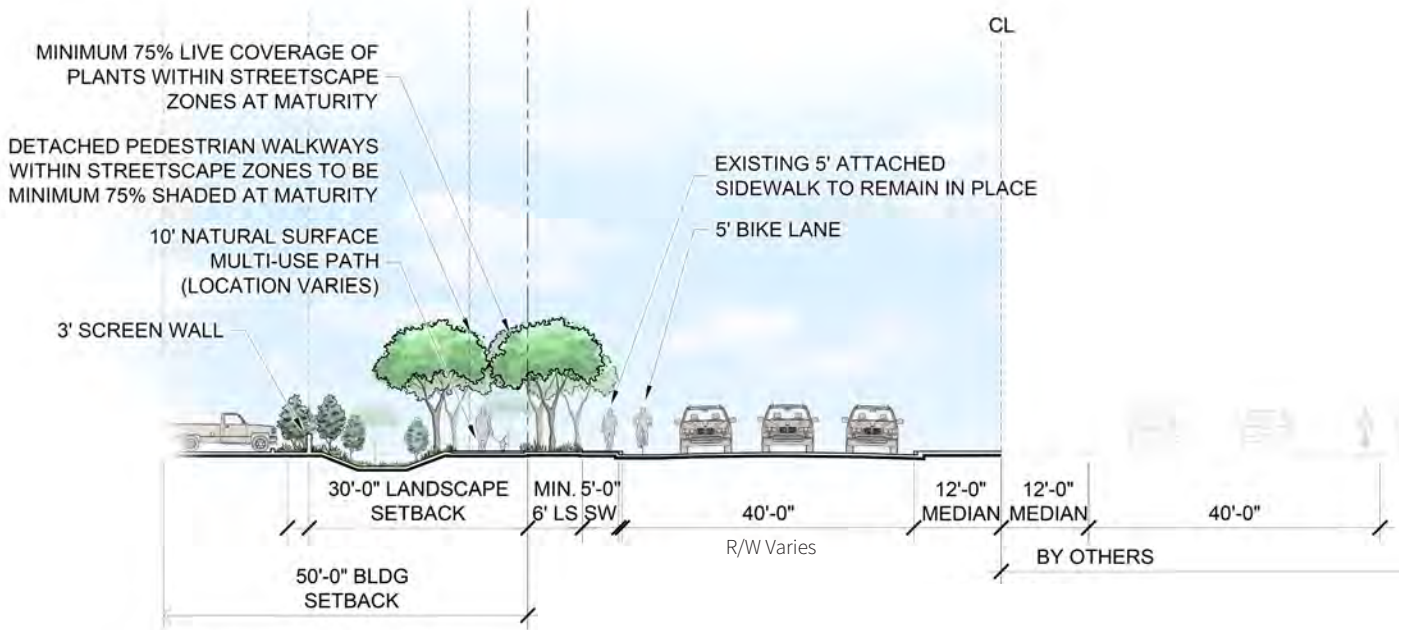 CL
MINIMUM 75% LIVE COVERAGE OF
PLANTS WITHIN STREETSCAPE
ZONES AT MATURITY
DETACHED PEDESTRIAN WALKWAYS
WITHIN STREETSCAPE ZONES TO BE
MINIMUM 75% SHADED AT MATURITY
10' NATURAL SURFACE
MULTI-USE PATH
(LOCATION VARIES)
3' SCREEN WALL
EXISTING 5' ATTACHED
SIDEWALK TO REMAIN IN PLACE
5' BIKE LANE
30'-0" LANDSCAPE
SETBACK
MIN.
6' LS
5'-0"
SW
40'-0"
12'-0"
MEDIAN
12'-0"
MEDIAN
40'-0"
R/W Varies
BY OTHERS
50'-0" BLDG
SETBACK